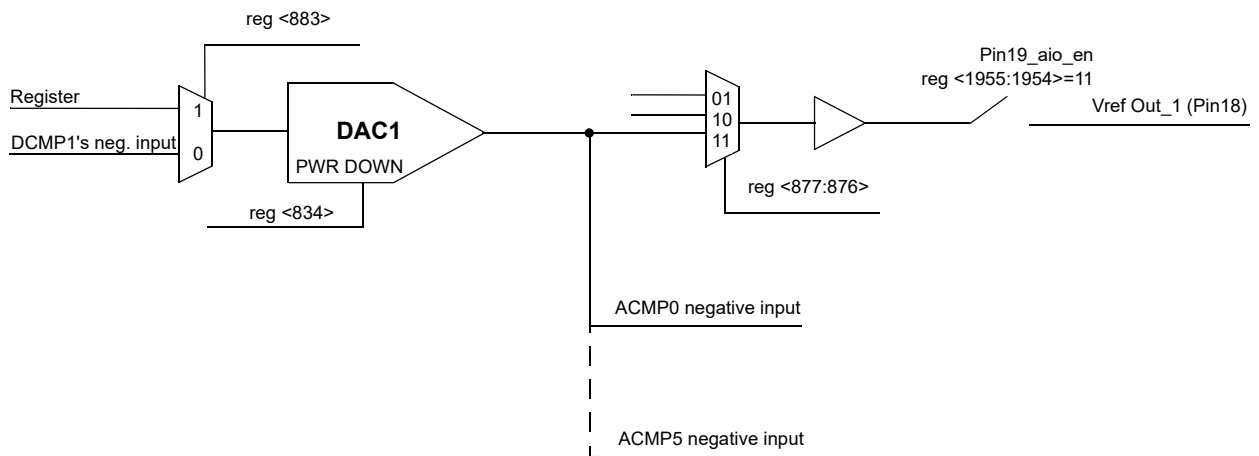 reg <883>
Register
1
DCMP1's neg. input
0
DAC1
PWR DOWN
reg <834>
01
10
11
reg <877:876>
Pin19_aio_en
reg <1955:1954>=11
Vref Out_1 (Pin18)
ACMP0 negative input
ACMP5 negative input